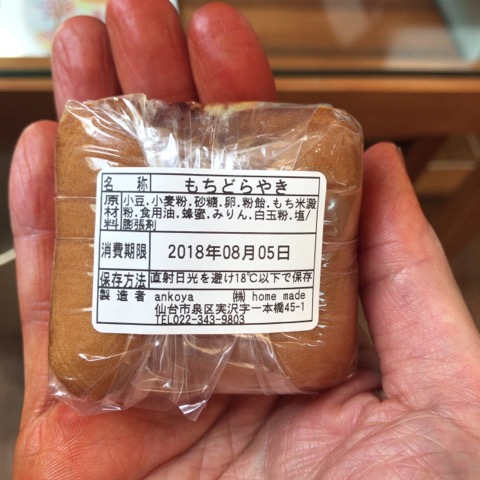 名称 もちどらやき
原材料 小豆.小麦粉.砂糖.卵.粉飴.もち米澱
粉.食用油.蜂蜜.みりん.白玉粉.塩/
膨張剤
消費期限 2018年08月05日
保存方法 直射日光を避け18℃以下で保存
製造者 ankoya ㈱ home made
仙台市泉区実沢字一本橋45-1
TEL022-343-9803